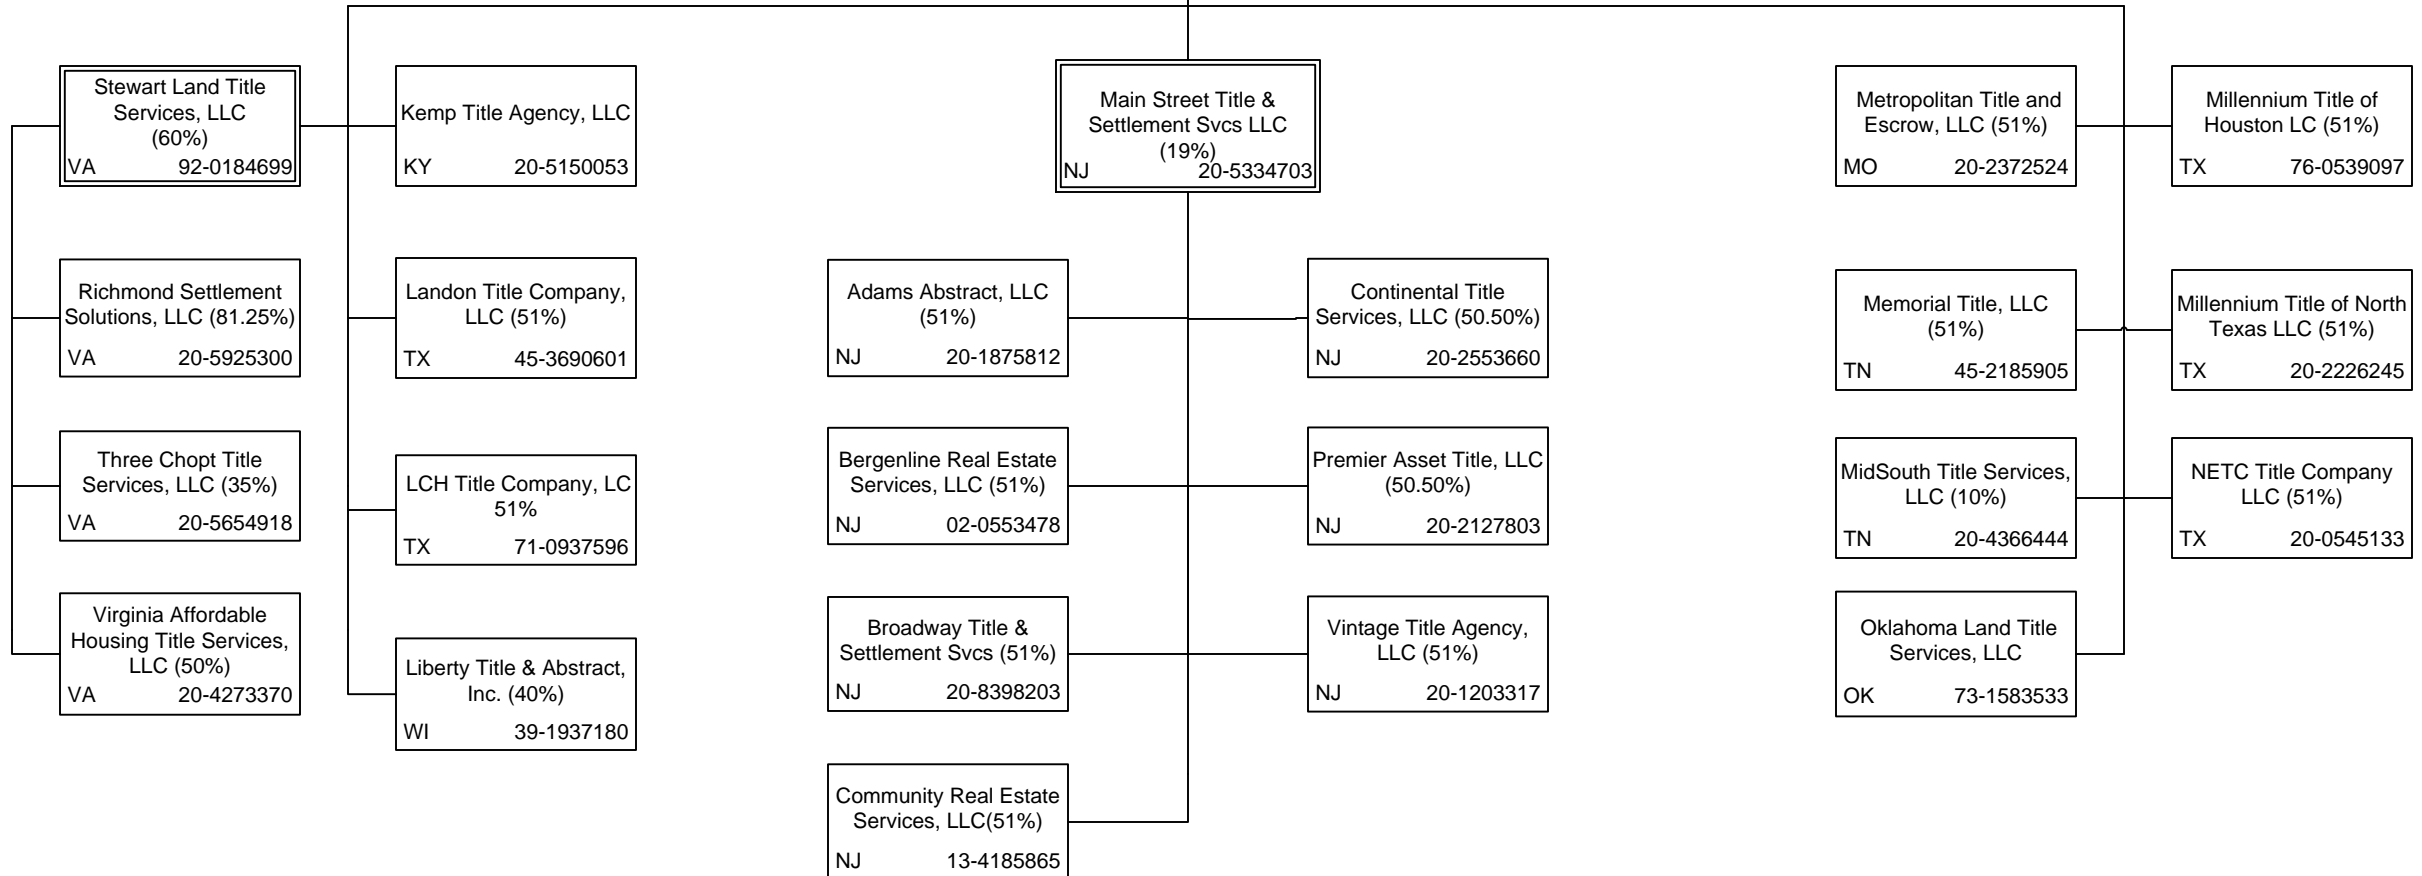 Stewart Land Title
Services, LLC
(60%)
VA 92-0184699
Kemp Title Agency, LLC
KY 20-5150053
Main Street Title &
Settlement Svcs LLC
(19%)
NJ 20-5334703
Metropolitan Title and
Escrow, LLC (51%)
MO 20-2372524
Millennium Title of
Houston LC (51%)
TX 76-0539097
Richmond Settlement
Solutions, LLC (81.25%)
VA 20-5925300
Landon Title Company,
LLC (51%)
TX 45-3690601
Adams Abstract, LLC
(51%)
NJ 20-1875812
Continental Title
Services, LLC (50.50%)
NJ 20-2553660
Memorial Title, LLC
(51%)
TN 45-2185905
Millennium Title of North
Texas LLC (51%)
TX 20-2226245
Three Chopt Title
Services, LLC (35%)
VA 20-5654918
LCH Title Company, LC
51%
TX 71-0937596
Bergenline Real Estate
Services, LLC (51%)
NJ 02-0553478
Premier Asset Title, LLC
(50.50%)
NJ 20-2127803
MidSouth Title Services,
LLC (10%)
TN 20-4366444
NETC Title Company
LLC (51%)
TX 20-0545133
Virginia Affordable
Housing Title Services,
LLC (50%)
VA 20-4273370
Liberty Title & Abstract,
Inc. (40%)
WI 39-1937180
Broadway Title &
Settlement Svcs (51%)
NJ 20-8398203
Vintage Title Agency,
LLC (51%)
NJ 20-1203317
Oklahoma Land Title
Services, LLC
OK 73-1583533
Community Real Estate
Services, LLC(51%)
NJ 13-4185865